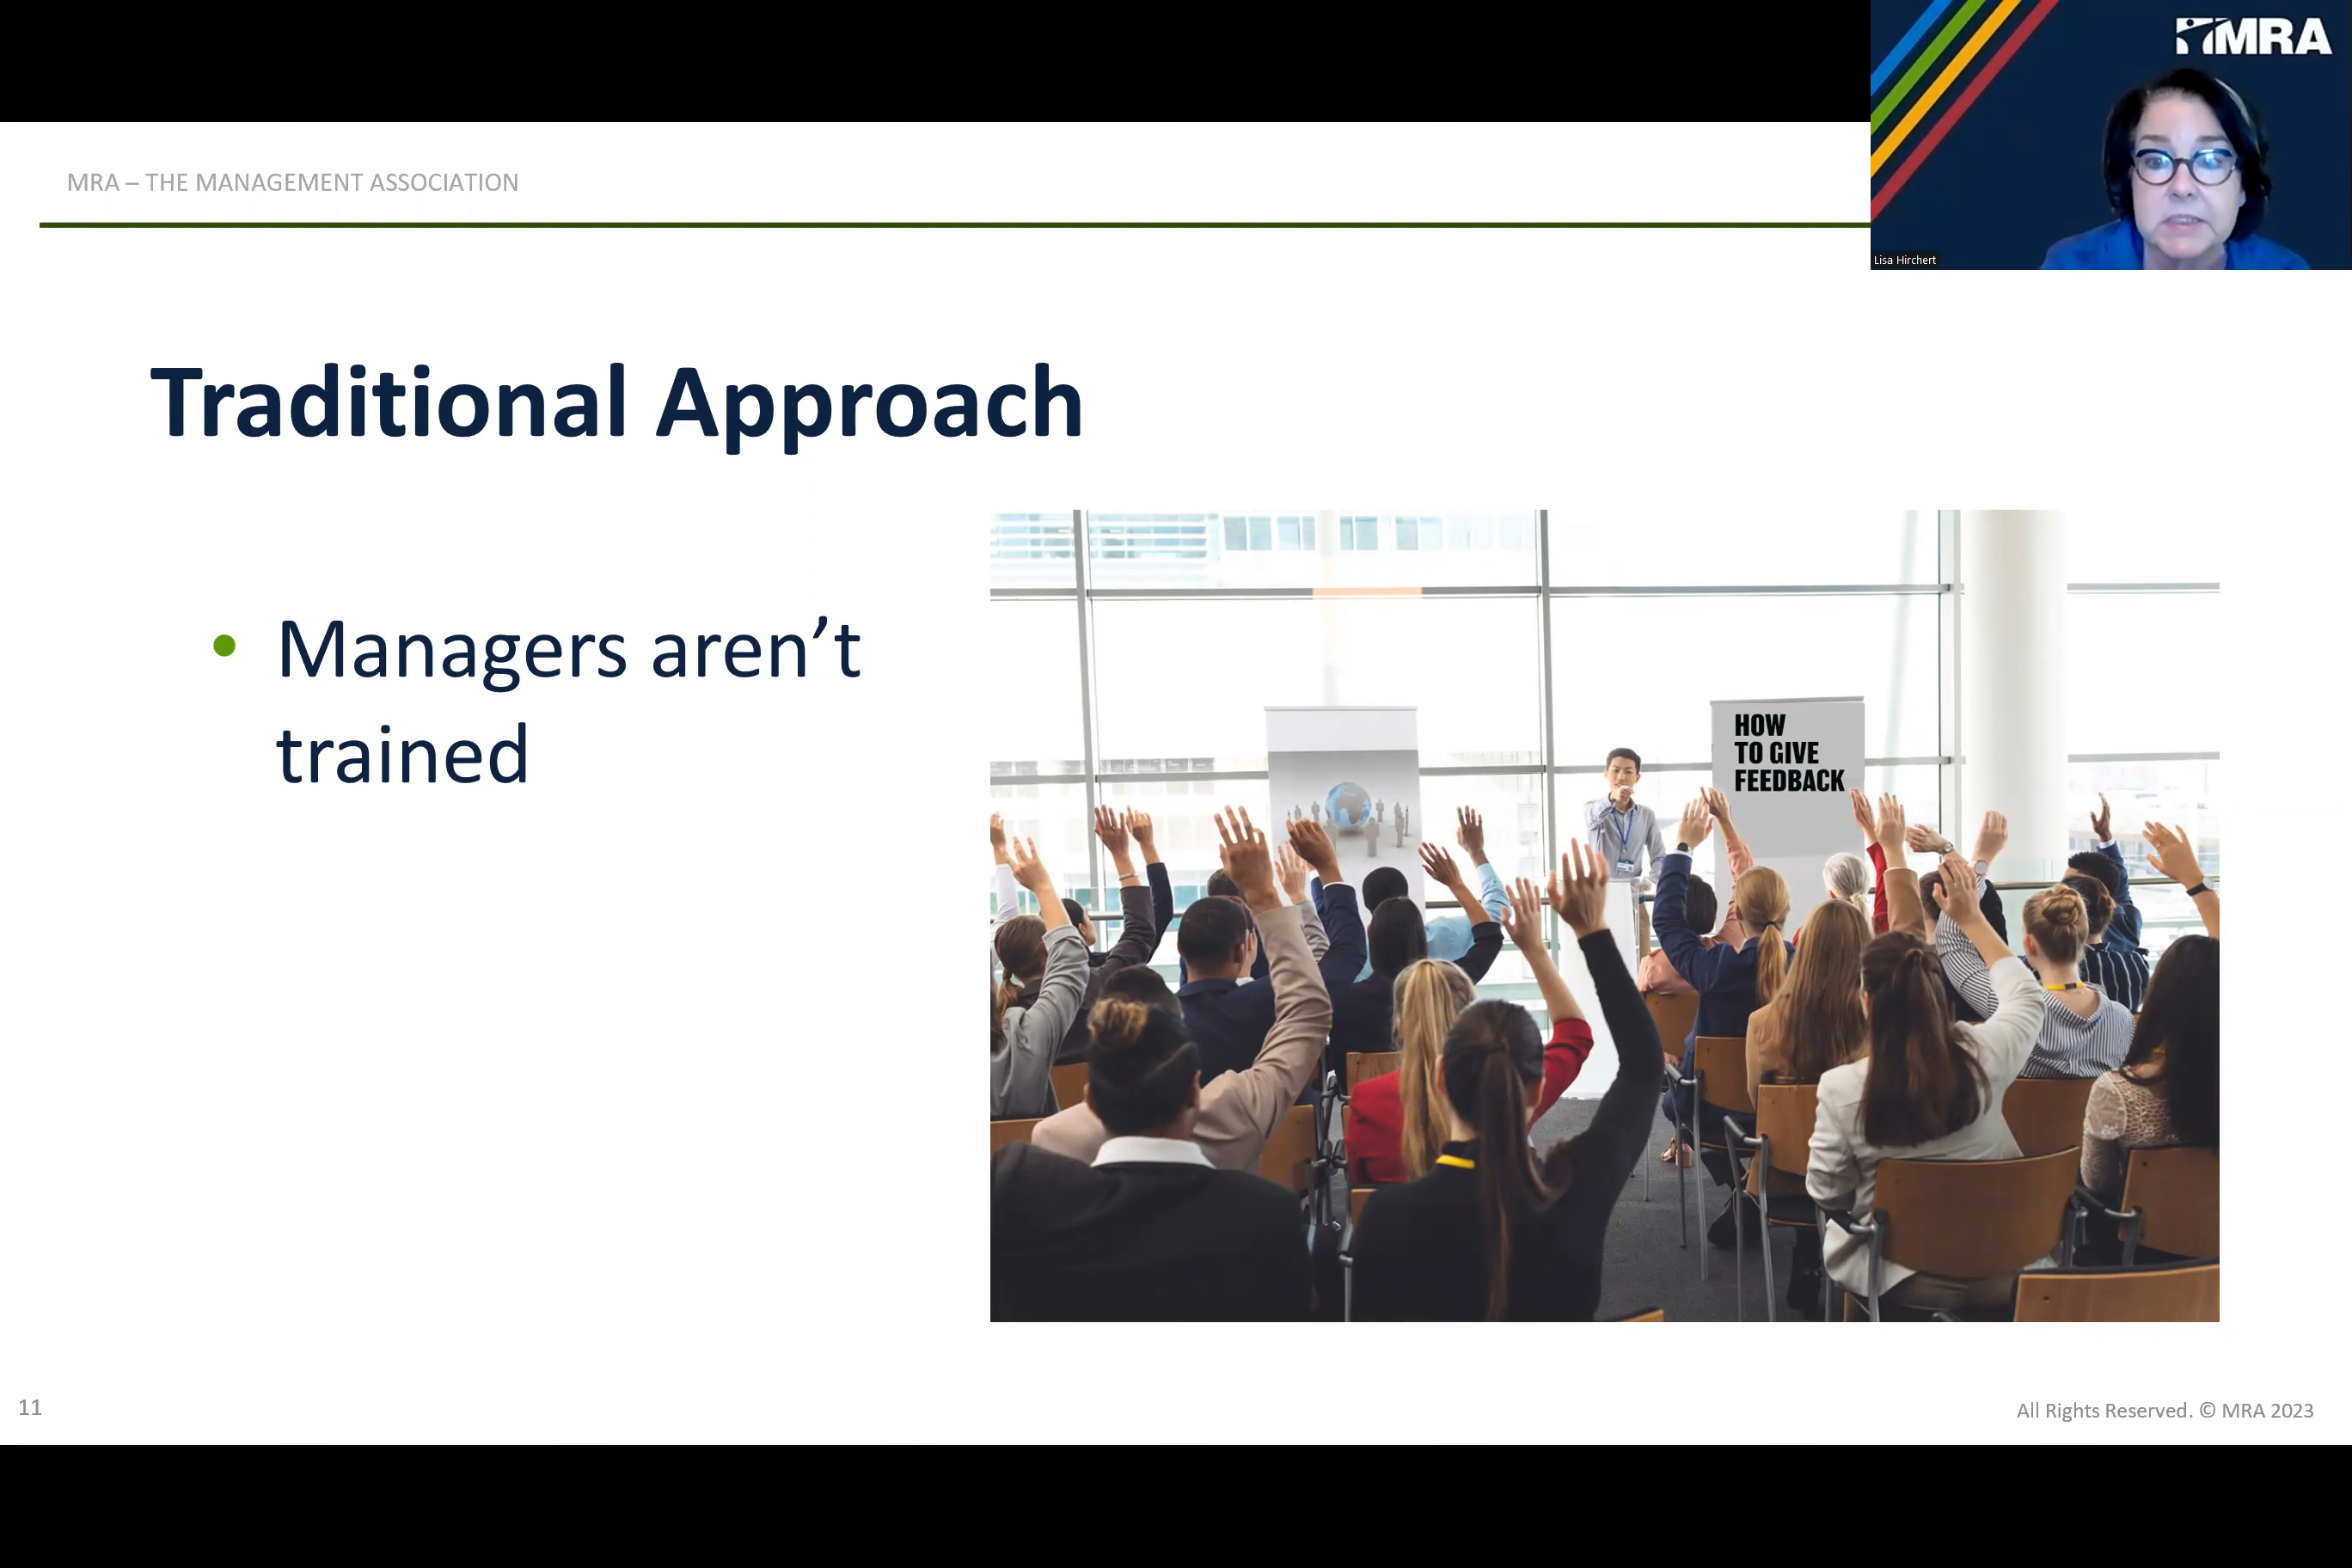 MRA
MRA – THE MANAGEMENT ASSOCIATION
Lisa Hirchert
Traditional Approach
• Managers aren’t
trained
HOW
TO GIVE
FEEDBACK
11
All Rights Reserved. © MRA 2023